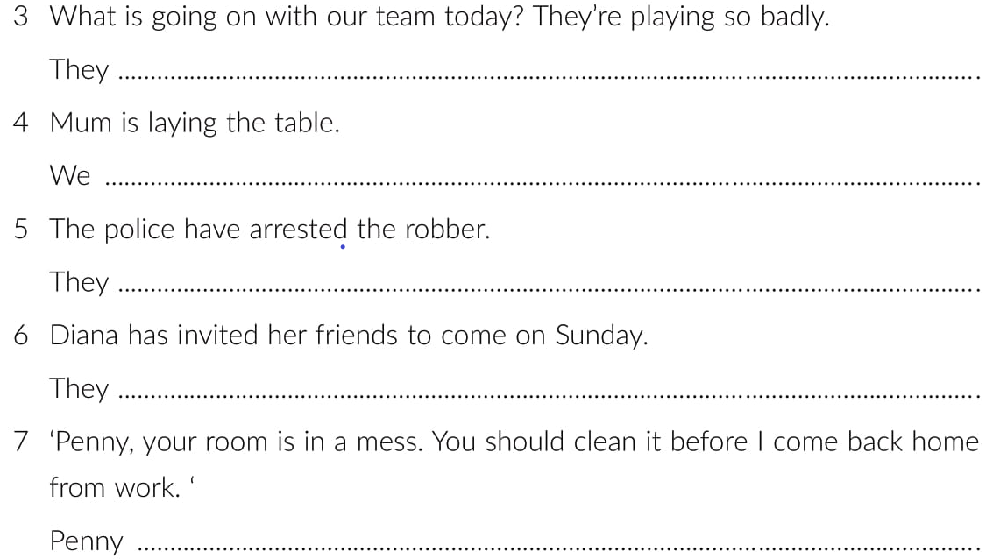 3 What is going on with our team today? They’re playing so badly.
They ................................................................................
4 Mum is laying the table.
We ................................................................................
5 The police have arrested the robber.
They ................................................................................
6 Diana has invited her friends to come on Sunday.
They ................................................................................
7 ‘Penny, your room is in a mess. You should clean it before I come back home
from work. ‘
Penny ................................................................................